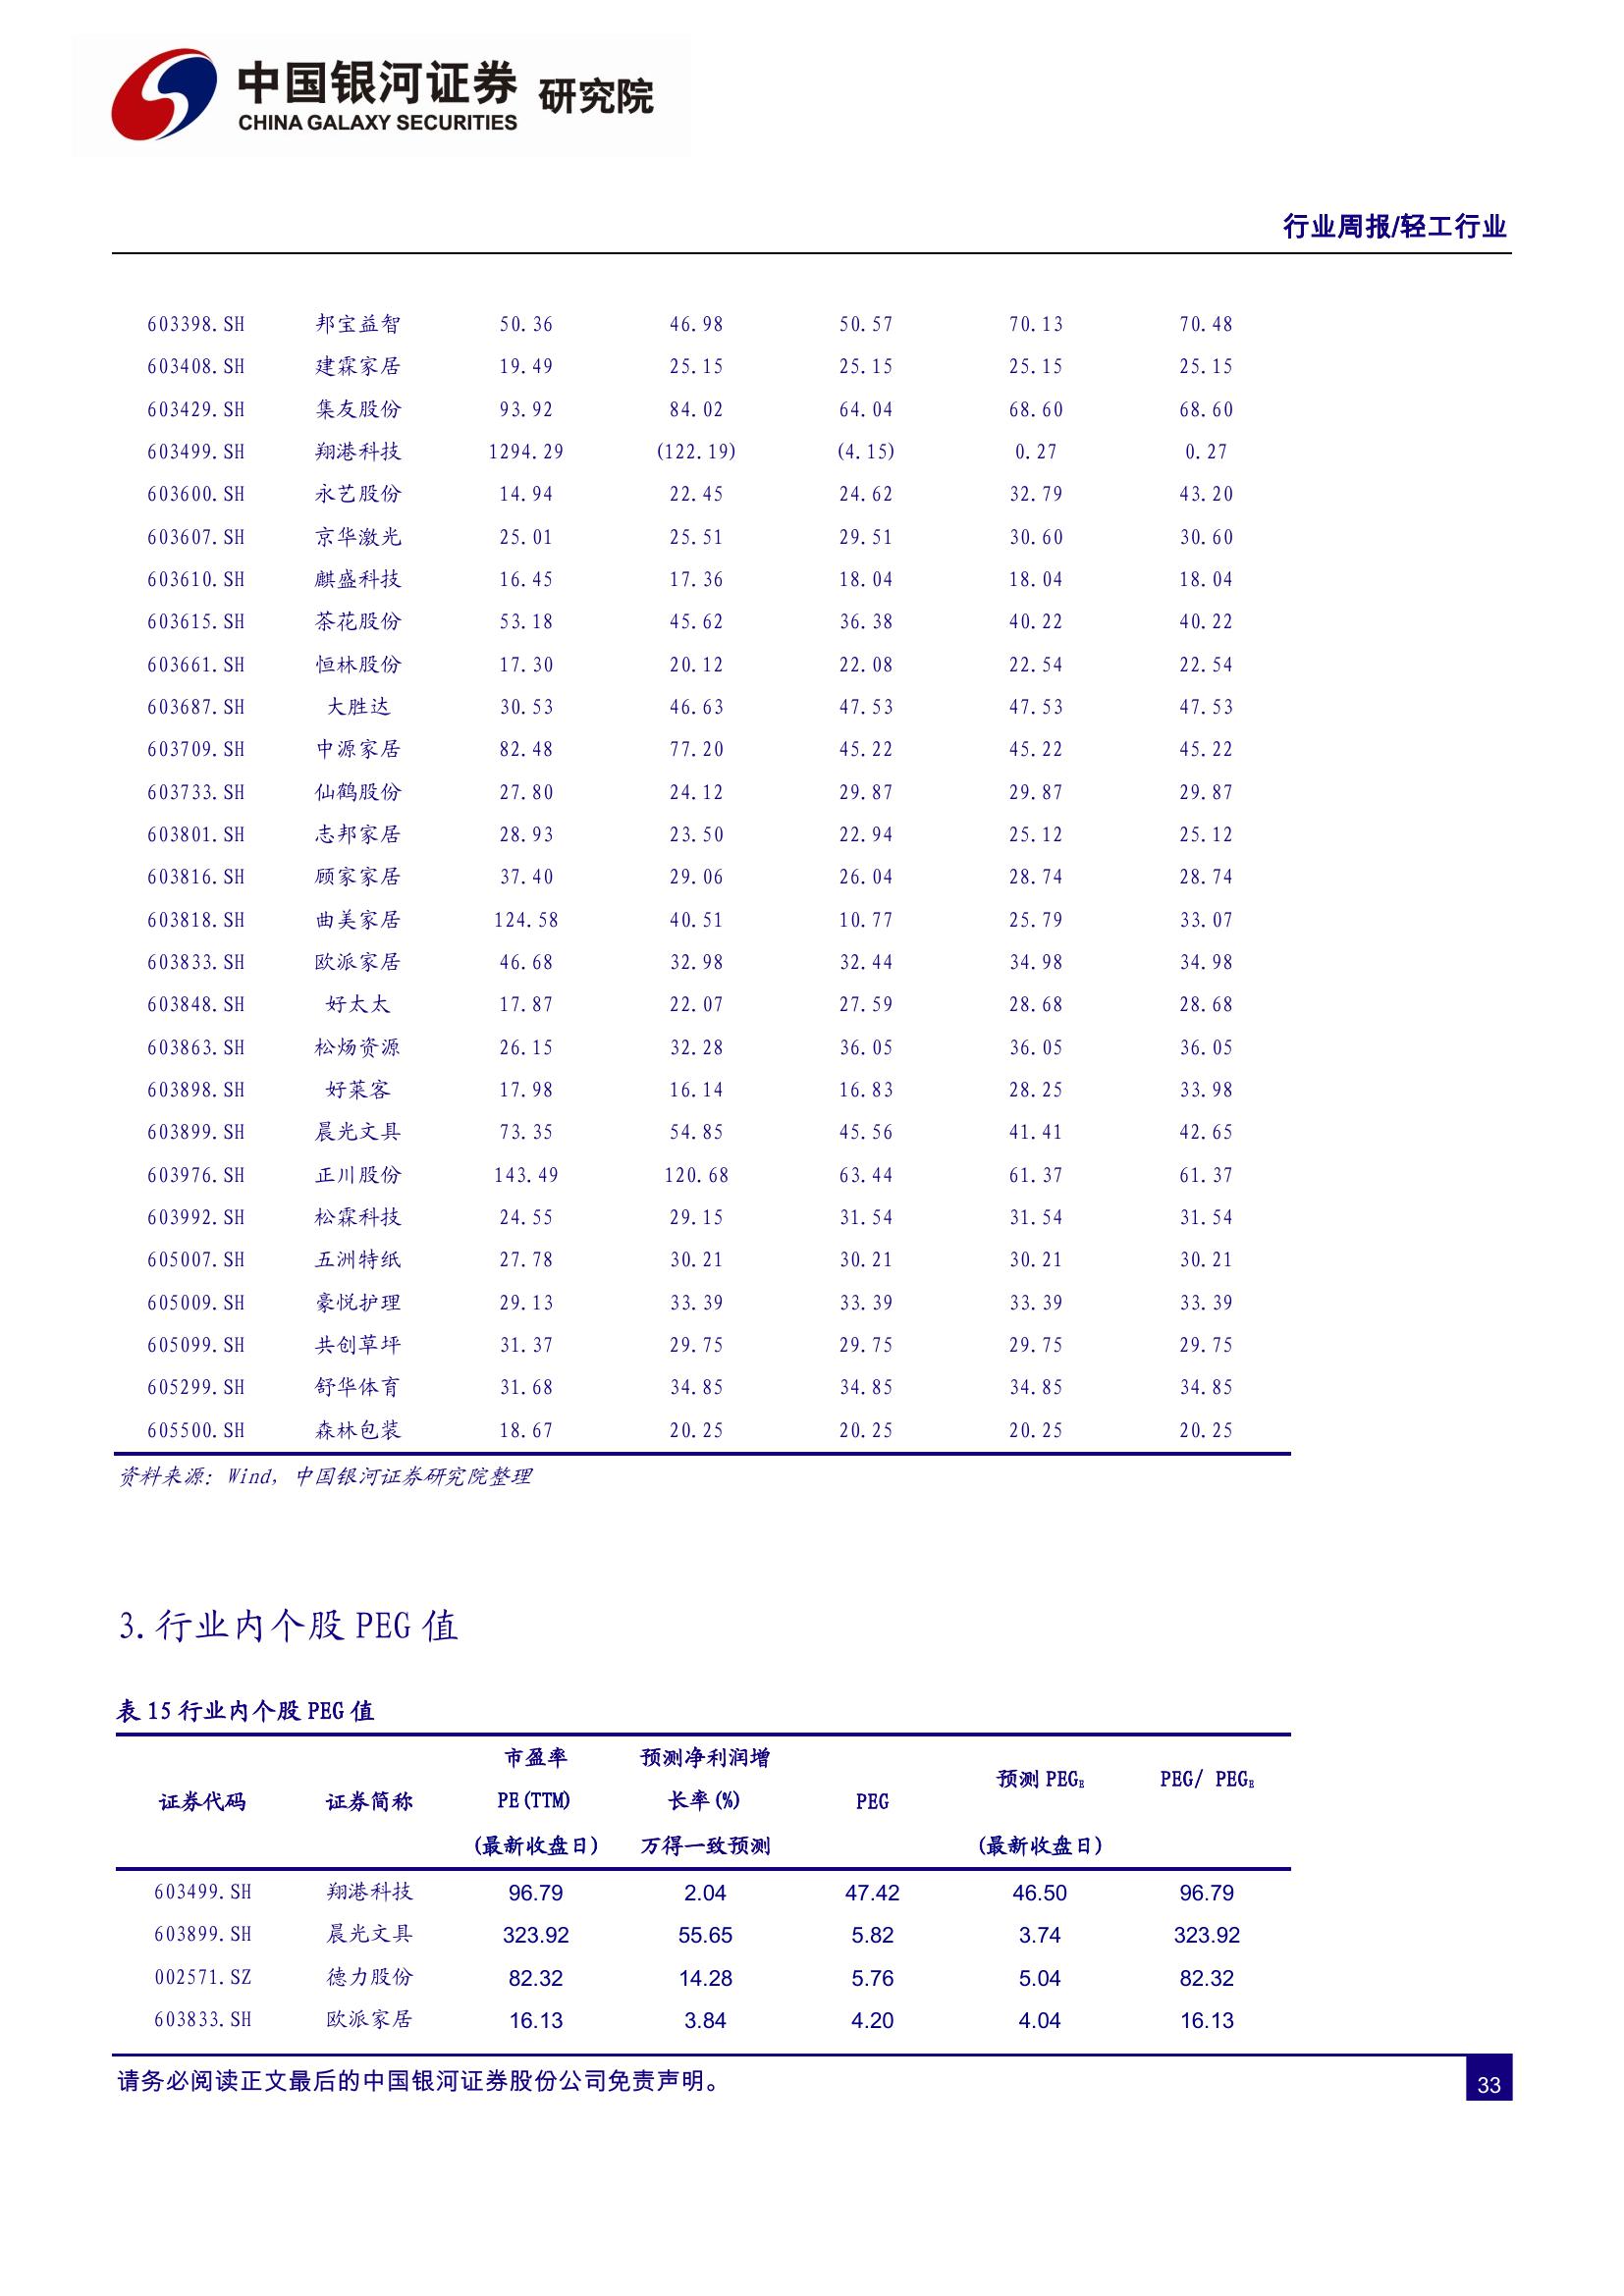 中国银河证券 研究院
CHINA GALAXY SECURITIES
行业周报/轻工行业
603398.SH 邦宝益智 50.36 46.98 50.57 70.13 70.48
603408.SH 建霖家居 19.49 25.15 25.15 25.15 25.15
603429.SH 集友股份 93.92 84.02 64.04 68.60 68.60
603499.SH 翔港科技 1294.29 (122.19) (4.15) 0.27 0.27
603600.SH 永艺股份 14.94 22.45 24.62 32.79 43.20
603607.SH 京华激光 25.01 25.51 29.51 30.60 30.60
603610.SH 麒盛科技 16.45 17.36 18.04 18.04 18.04
603615.SH 茶花股份 53.18 45.62 36.38 40.22 40.22
603661.SH 恒林股份 17.30 20.12 22.08 22.54 22.54
603687.SH 大胜达 30.53 46.63 47.53 47.53 47.53
603709.SH 中源家居 82.48 77.20 45.22 45.22 45.22
603733.SH 仙鹤股份 27.80 24.12 29.87 29.87 29.87
603801.SH 志邦家居 28.93 23.50 22.94 25.12 25.12
603816.SH 顾家家居 37.40 29.06 26.04 28.74 28.74
603818.SH 曲美家居 124.58 40.51 10.77 25.79 33.07
603833.SH 欧派家居 46.68 32.98 32.44 34.98 34.98
603848.SH 好太太 17.87 22.07 27.59 28.68 28.68
603863.SH 松炀资源 26.15 32.28 36.05 36.05 36.05
603898.SH 好莱客 17.98 16.14 16.83 28.25 33.98
603899.SH 晨光文具 73.35 54.85 45.56 41.41 42.65
603976.SH 正川股份 143.49 120.68 63.44 61.37 61.37
603992.SH 松霖科技 24.55 29.15 31.54 31.54 31.54
605007.SH 五洲特纸 27.78 30.21 30.21 30.21 30.21
605009.SH 豪悦护理 29.13 33.39 33.39 33.39 33.39
605099.SH 共创草坪 31.37 29.75 29.75 29.75 29.75
605299.SH 舒华体育 31.68 34.85 34.85 34.85 34.85
605500.SH 森林包装 18.67 20.25 20.25 20.25 20.25
资料来源：Wind，中国银河证券研究院整理
3.行业内个股 PEG 值
表 15 行业内个股 PEG 值
市盈率 预测净利润增
预测 PEGE PEG/ PEGE
证券代码 证券简称 PE(TTM) 长率(%) PEG
(最新收盘日) 万得一致预测 (最新收盘日)
603499.SH 翔港科技 96.79 2.04 47.42 46.50 96.79
603899.SH 晨光文具 323.92 55.65 5.82 3.74 323.92
002571.SZ 德力股份 82.32 14.28 5.76 5.04 82.32
603833.SH 欧派家居 16.13 3.84 4.20 4.04 16.13
请务必阅读正文最后的中国银河证券股份公司免责声明。
33